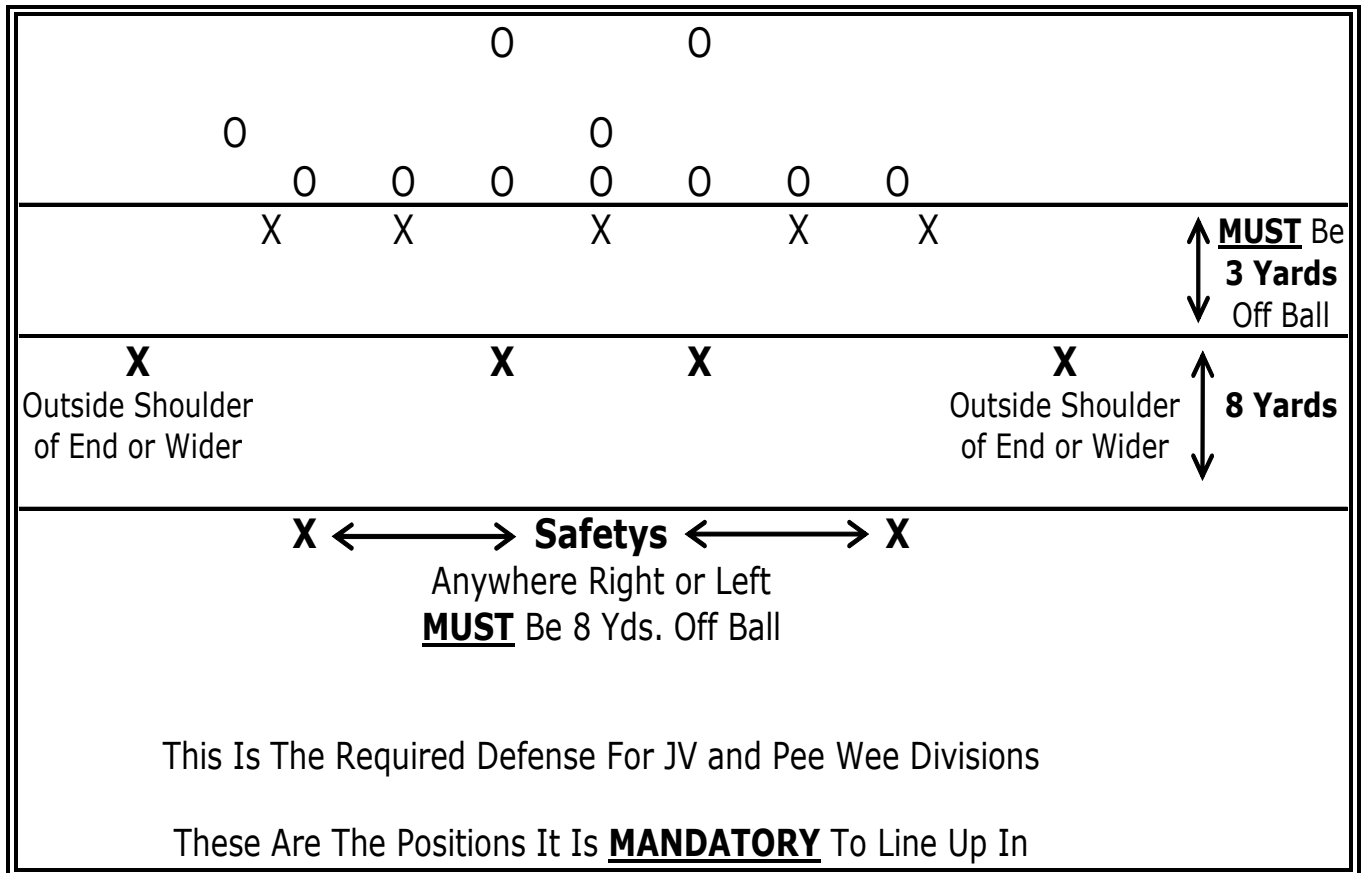 O O
O O
O O O O O O O
X X X X X
MUST Be
3 Yards
Off Ball
X X X X
Outside Shoulder
of End or Wider
Outside Shoulder
of End or Wider
8 Yards
X Safetys X
Anywhere Right or Left
MUST Be 8 Yds. Off Ball
This Is The Required Defense For JV and Pee Wee Divisions
These Are The Positions It Is MANDATORY To Line Up In